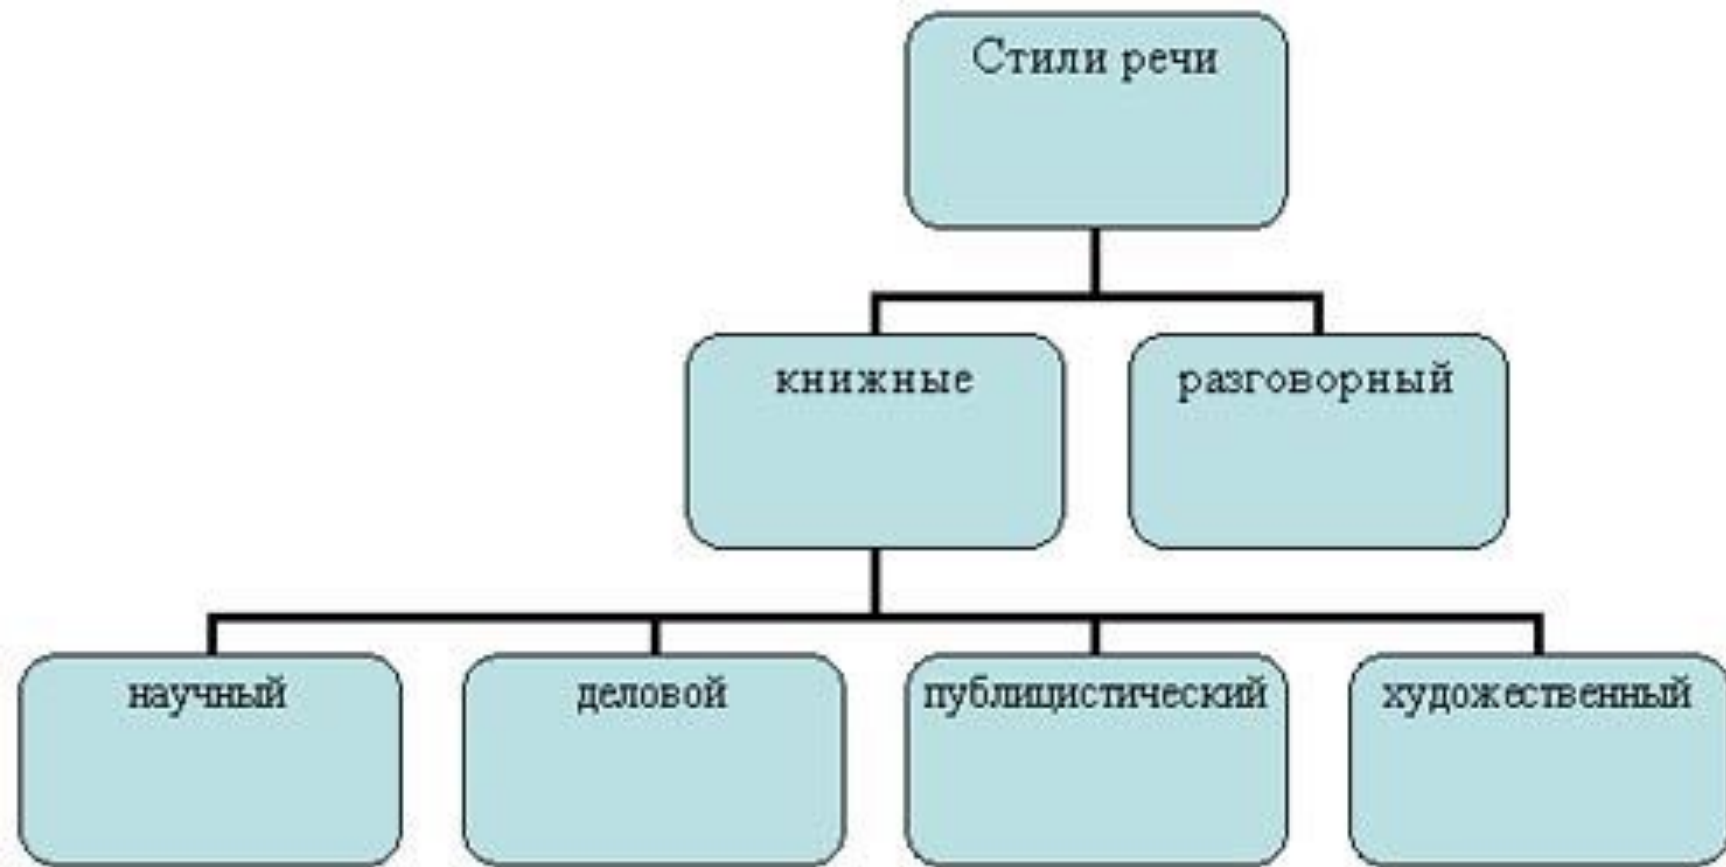 Стили речи
книжные
разговорный
научный
деловой
публицистический
художественный